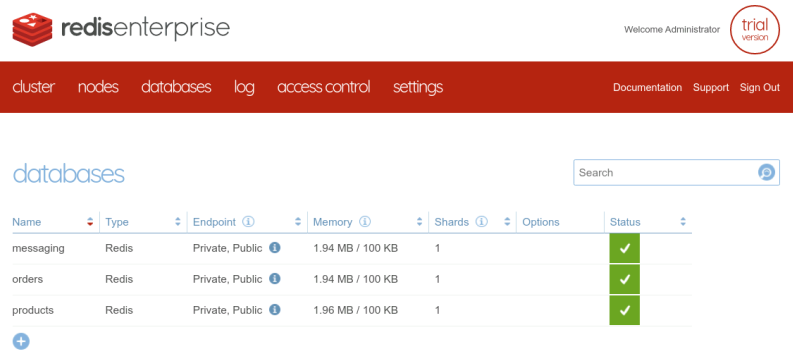 redisenterprise
Welcome Administrator
trial
version
cluster nodes databases log access control settings Documentation Support Sign Out
databases
Search
Name Type Endpoint Memory Shards Options Status
messaging Redis Private, Public 1.94 MB / 100 KB 1
orders Redis Private, Public 1.94 MB / 100 KB 1
products Redis Private, Public 1.96 MB / 100 KB 1